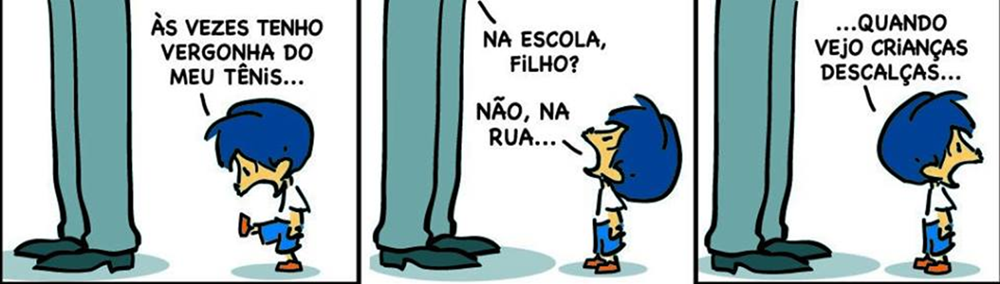 ÀS VEZES TENHO
VERGONHA DO
MEU TÊNIS...
NA ESCOLA,
FILHO?
NÃO, NA
RUA...
...QUANDO
VEJO CRIANÇAS
DESCALÇAS...